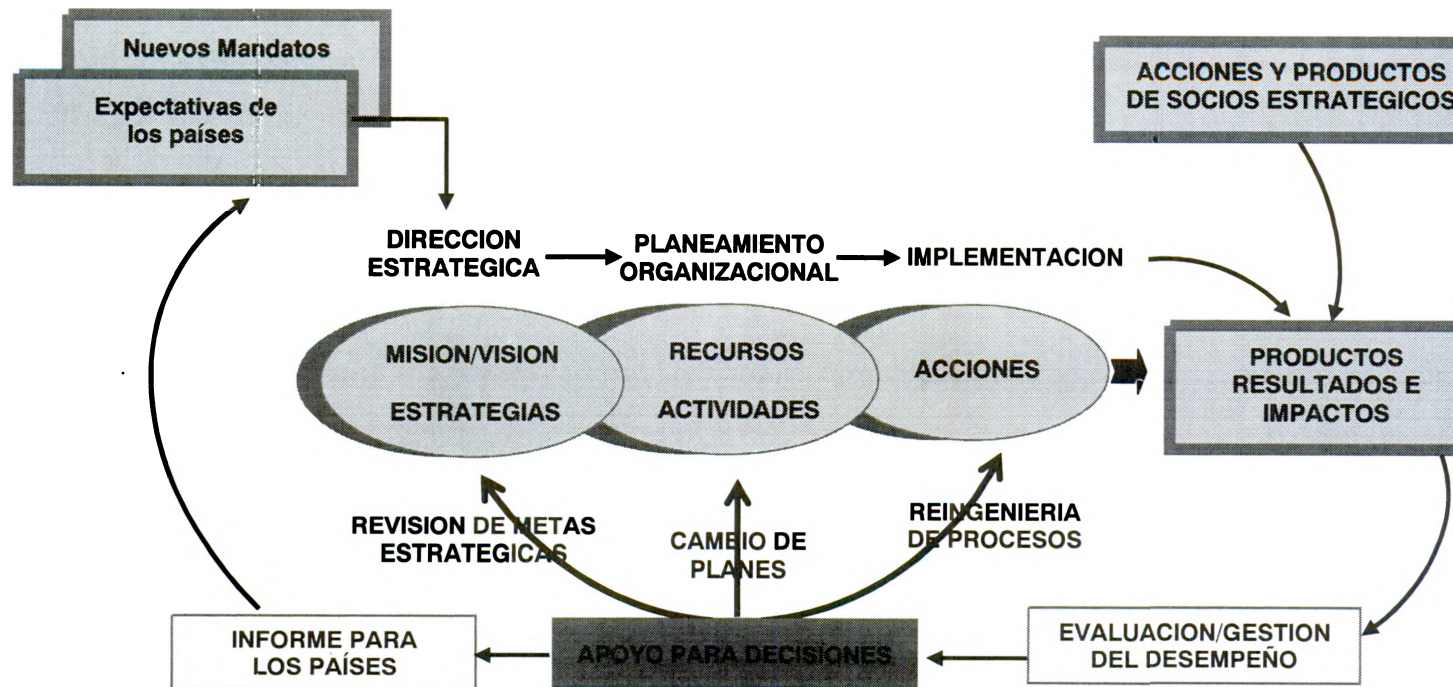 Nuevos Mandatos
Expectativas de
los países
ACCIONES Y PRODUCTOS
DE SOCIOS ESTRATEGICOS
DIRECCION
ESTRATEGICA
PLANEAMIENTO
ORGANIZACIONAL
IMPLEMENTACION
MISION/VISION
ESTRATEGIAS
RECURSOS
ACTIVIDADES
ACCIONES
PRODUCTOS
RESULTADOS E
IMPACTOS
REVISION DE METAS
ESTRATEGICAS
CAMBIO DE
PLANES
REINGENIERIA
DE PROCESOS
INFORME PARA
LOS PAÍSES
APOYO PARA DECISIONES
EVALUACION/GESTION
DEL DESEMPEÑO